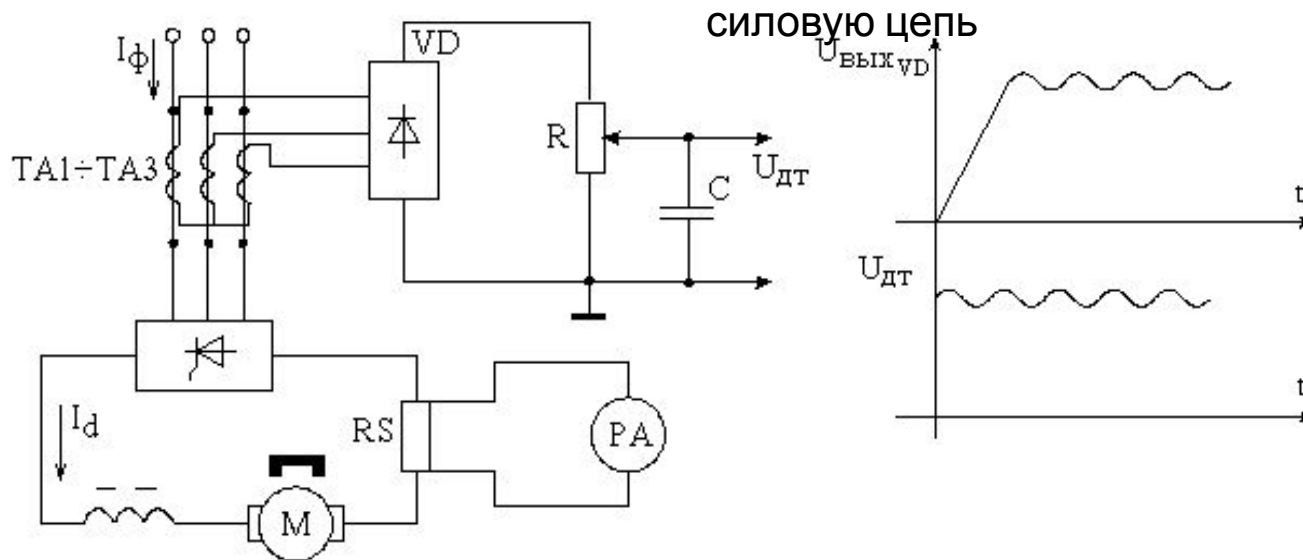 силовую цепь
Iф
VD
Uвых VD
R
TA1÷TA3
UДТ
C
t
UДТ
t
Id
RS
PA
M